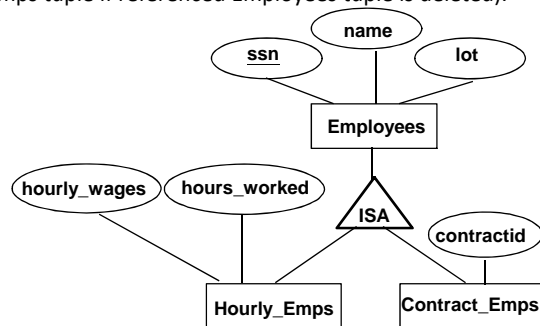 mps tuple if referenced Employees tuple is deleted).
name
ssn
lot
Employees
hourly_wages
hours_worked
ISA
contractid
Hourly_Emps
Contract_Emps